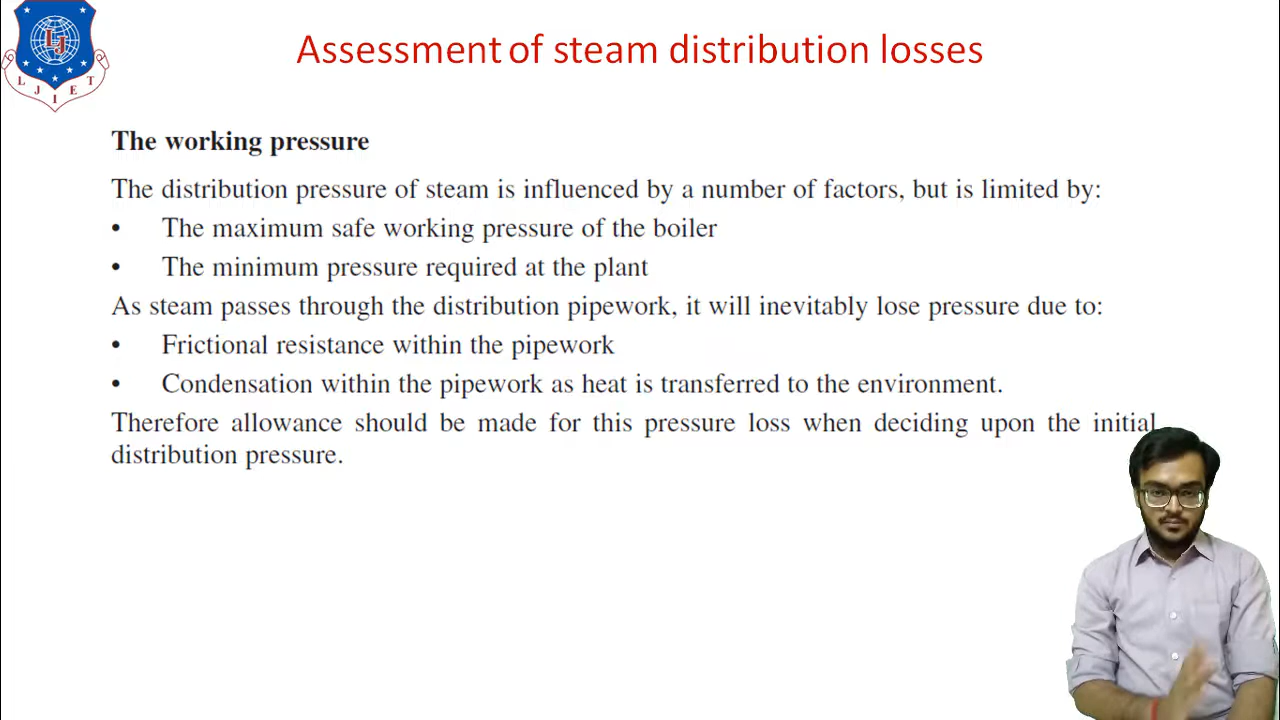 LJ
L J I E T
Assessment of steam distribution losses
The working pressure
The distribution pressure of steam is influenced by a number of factors, but is limited by:
• The maximum safe working pressure of the boiler
• The minimum pressure required at the plant
As steam passes through the distribution pipework, it will inevitably lose pressure due to:
• Frictional resistance within the pipework
• Condensation within the pipework as heat is transferred to the environment.
Therefore allowance should be made for this pressure loss when deciding upon the initial
distribution pressure.